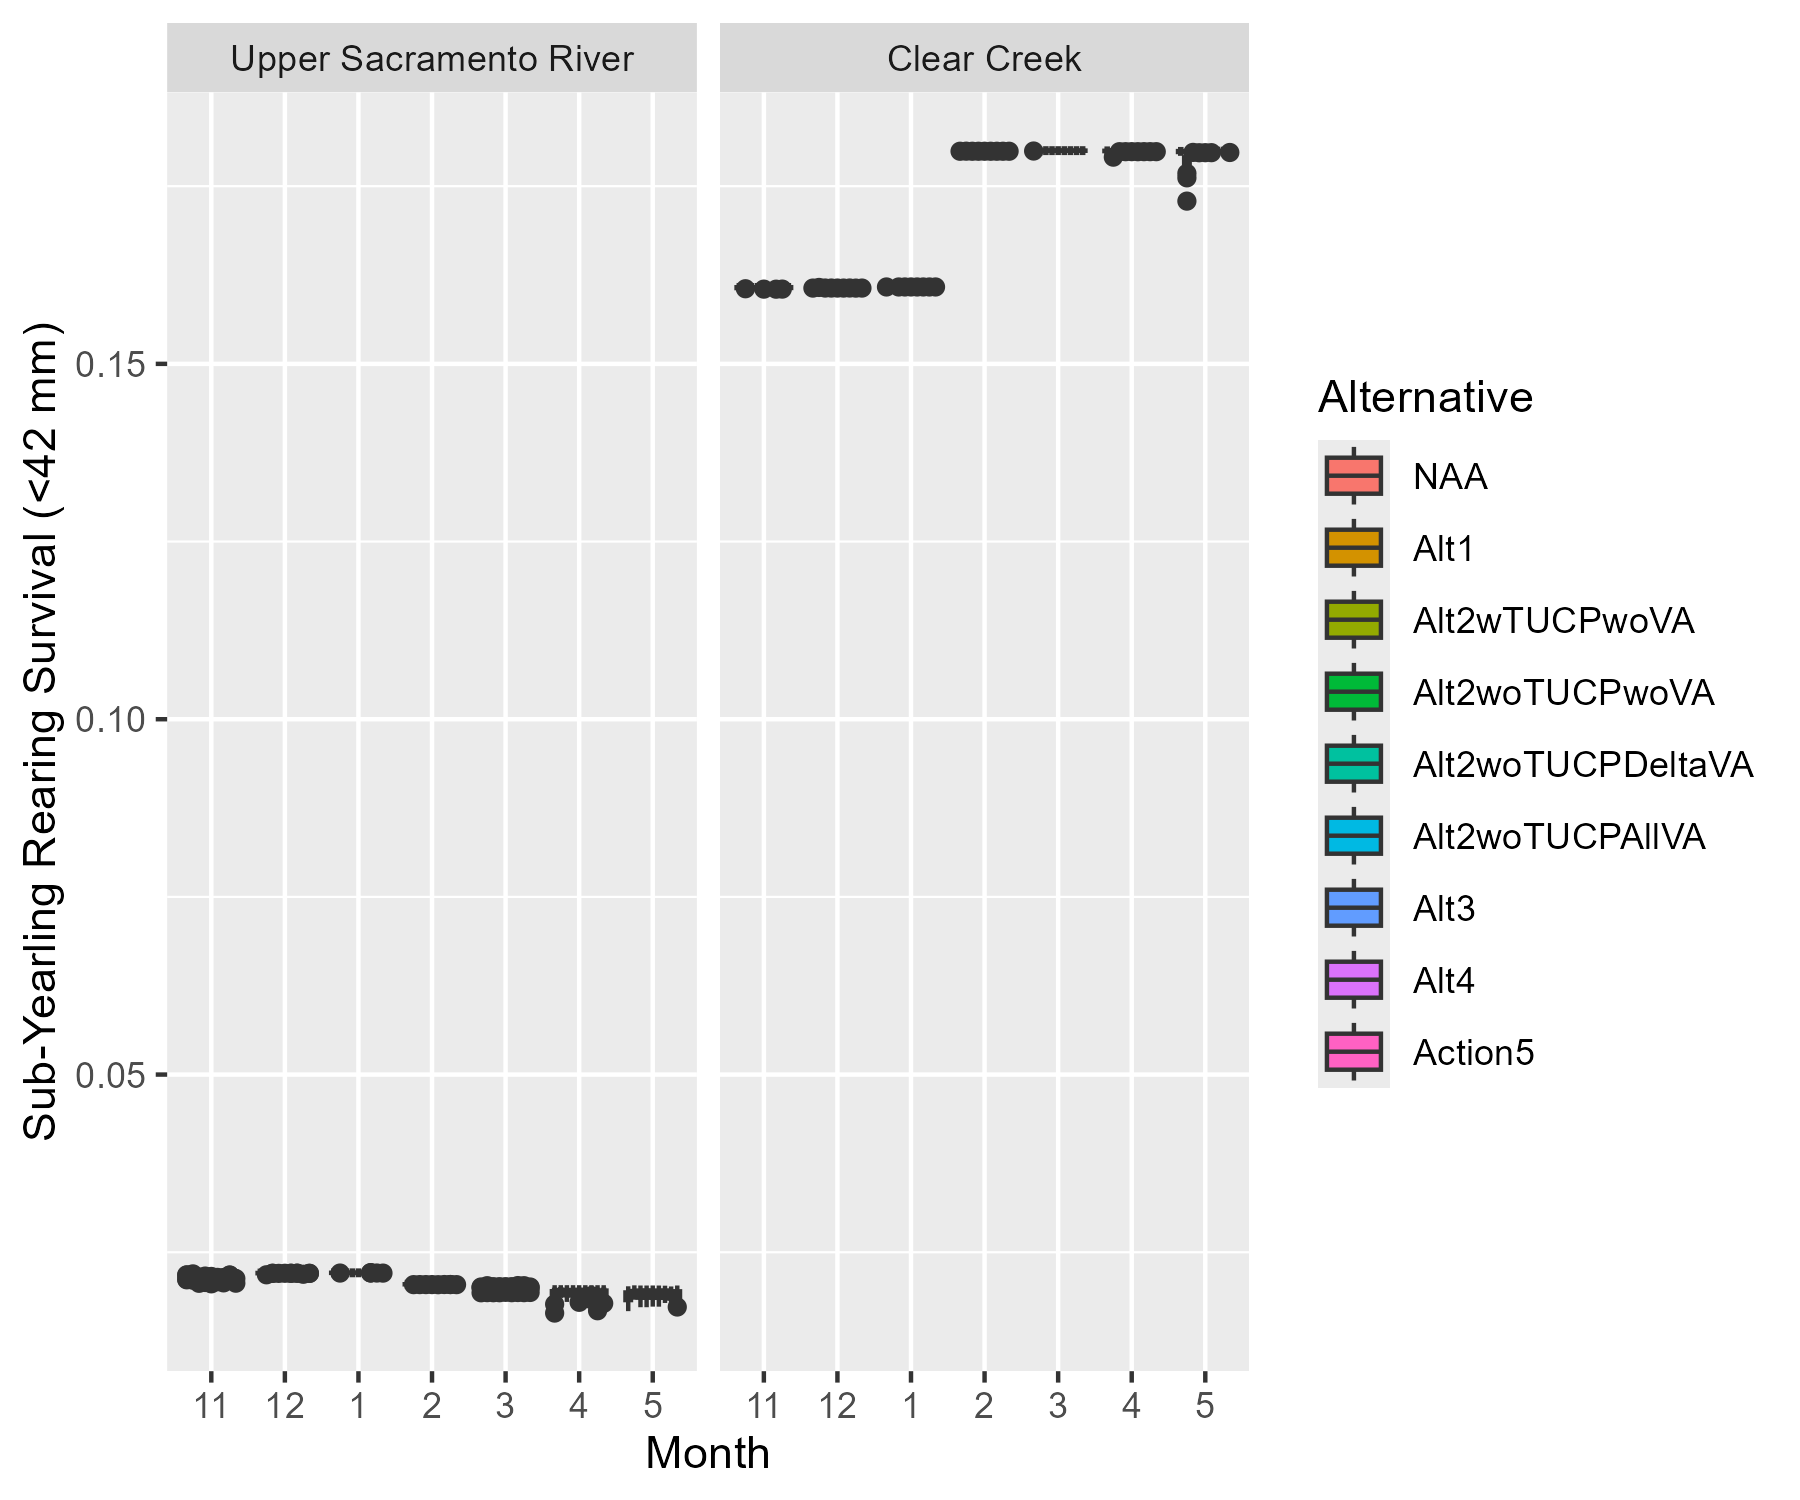 Upper Sacramento River
Clear Creek
Sub-Yearling Rearing Survival (<42 mm)
0.15
0.10
0.05
11 12 1 2 3 4 5
11 12 1 2 3 4 5
Month
Alternative
NAA
Alt1
Alt2wTUCPwoVA
Alt2woTUCPwoVA
Alt2woTUCPDeltaVA
Alt2woTUCPAllVA
Alt3
Alt4
Action5